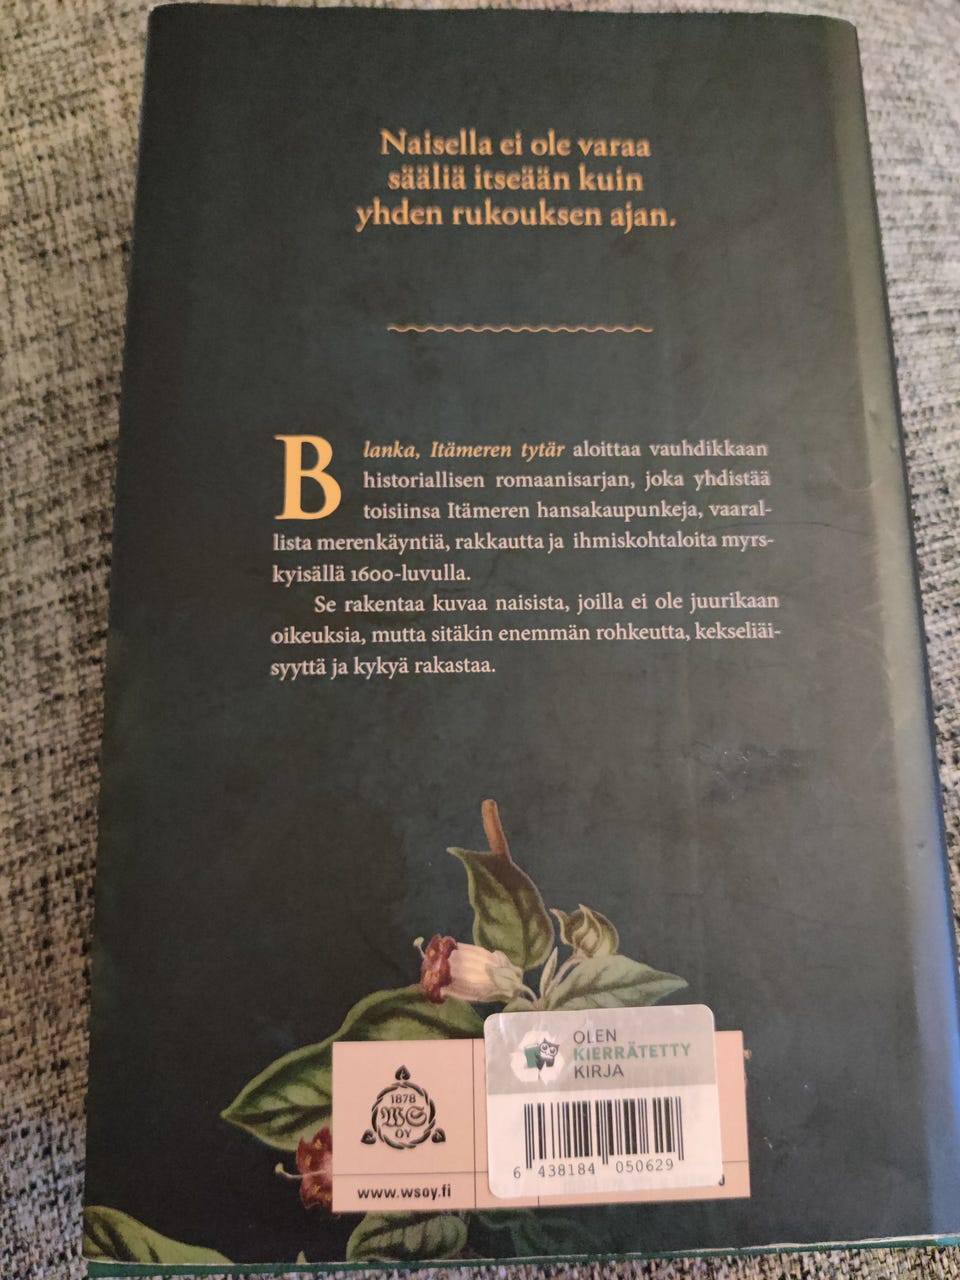 Naisella ei ole varaa
sääliä itseään kuin
yhden rukouksen ajan.
Blanka, Itämeren tytär aloittaa vauhdikkaan
historiallisen romaanisarjan, joka yhdistää
toisiinsa Itämeren hansakaupunkeja, vaaral-
lista merenkäyntiä, rakkautta ja ihmiskohtaloita myrs-
kyisällä 1600-luvulla.
Se rakentaa kuvaa naisista, joilla ei ole juurikaan
oikeuksia, mutta sitäkin enemmän rohkeutta, kekseliäi-
syyttä ja kykyä rakastaa.
OLEN
KIERRÄTETTY
KIRJA
1878
WS
OY
6 438184 050629
www.wsoy.fi